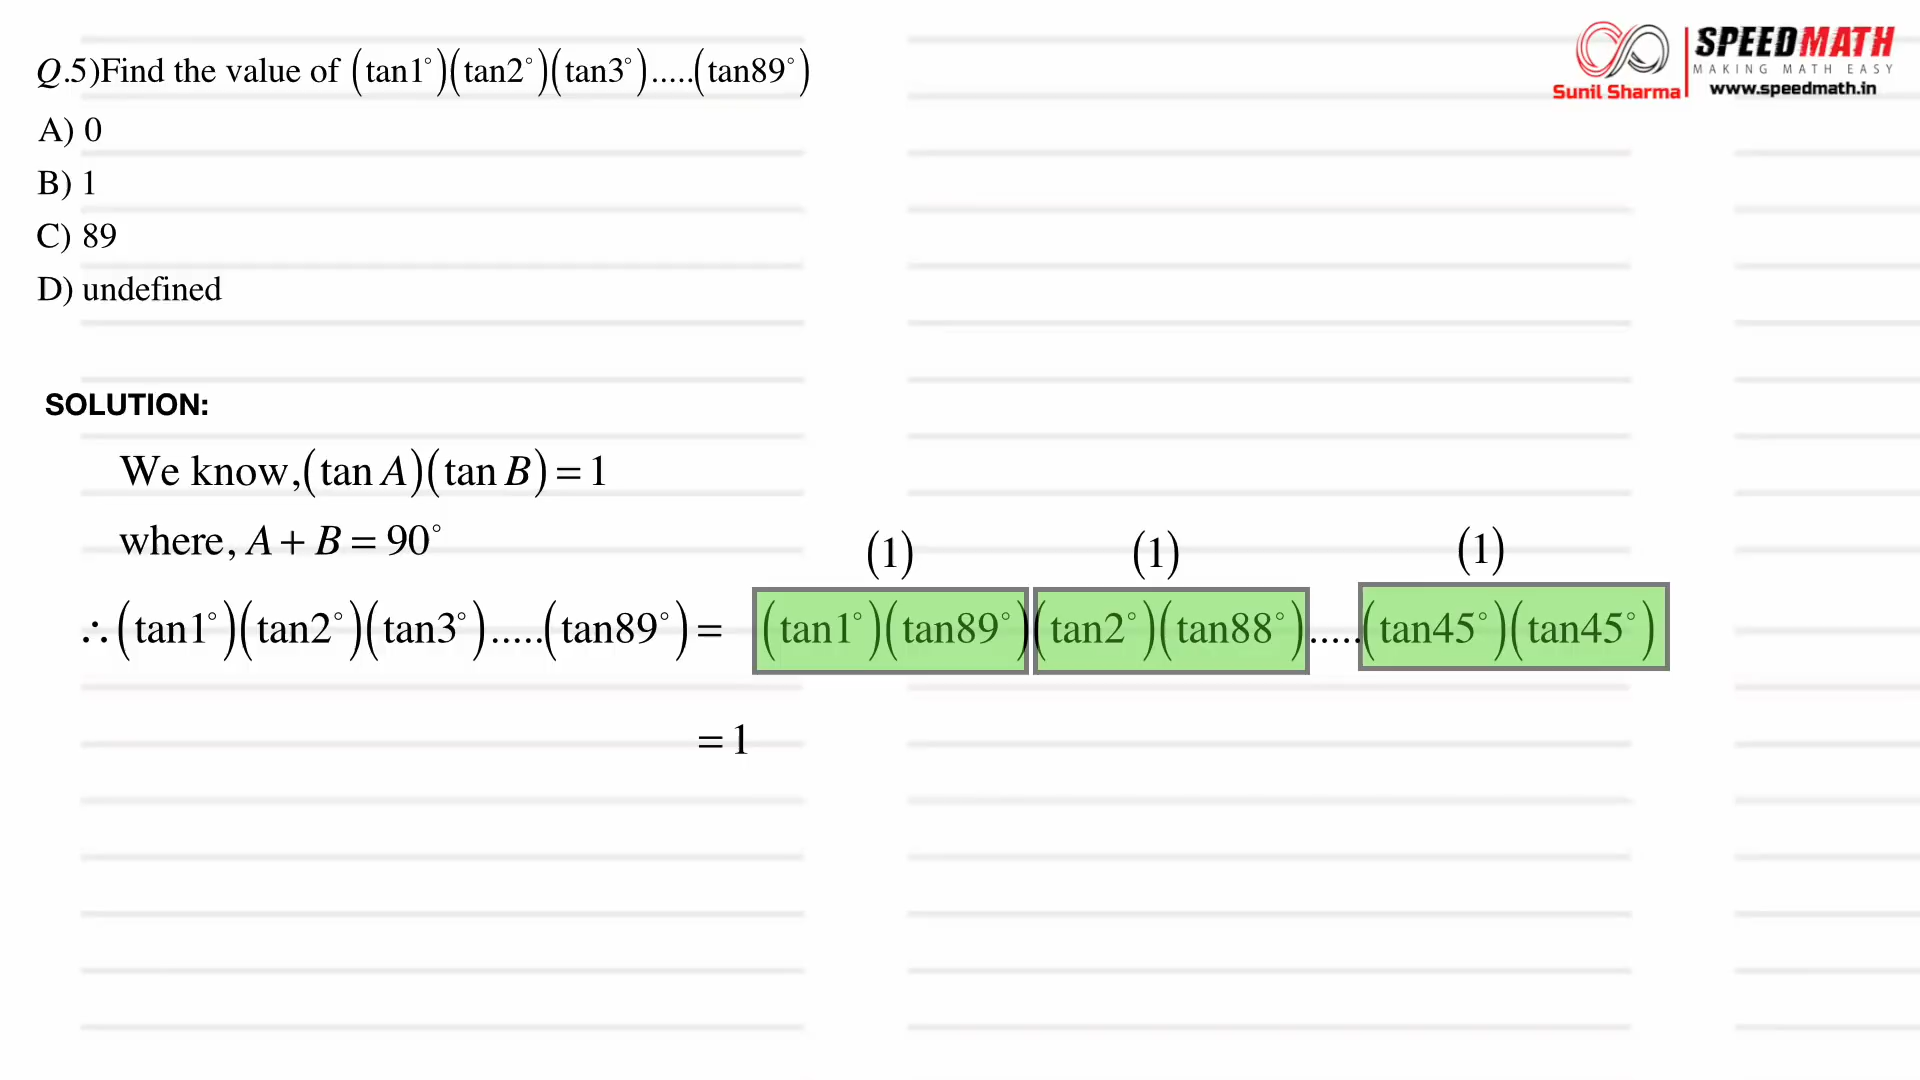 Q.5)Find the value of (tan1°)(tan2°)(tan3°).....(tan89°)
A) 0
B) 1
C) 89
D) undefined
SPEEDMATH
MAKING MATH EASY
Sunil Sharma
www.speedmath.in
SOLUTION:
We know,(tan A)(tan B)=1
where, A + B = 90°
(1) (1) (1)
∴(tan1°)(tan2°)(tan3°).....(tan89°)= (tan1°)(tan89°)(tan2°)(tan88°).....(tan45°)(tan45°)
=1